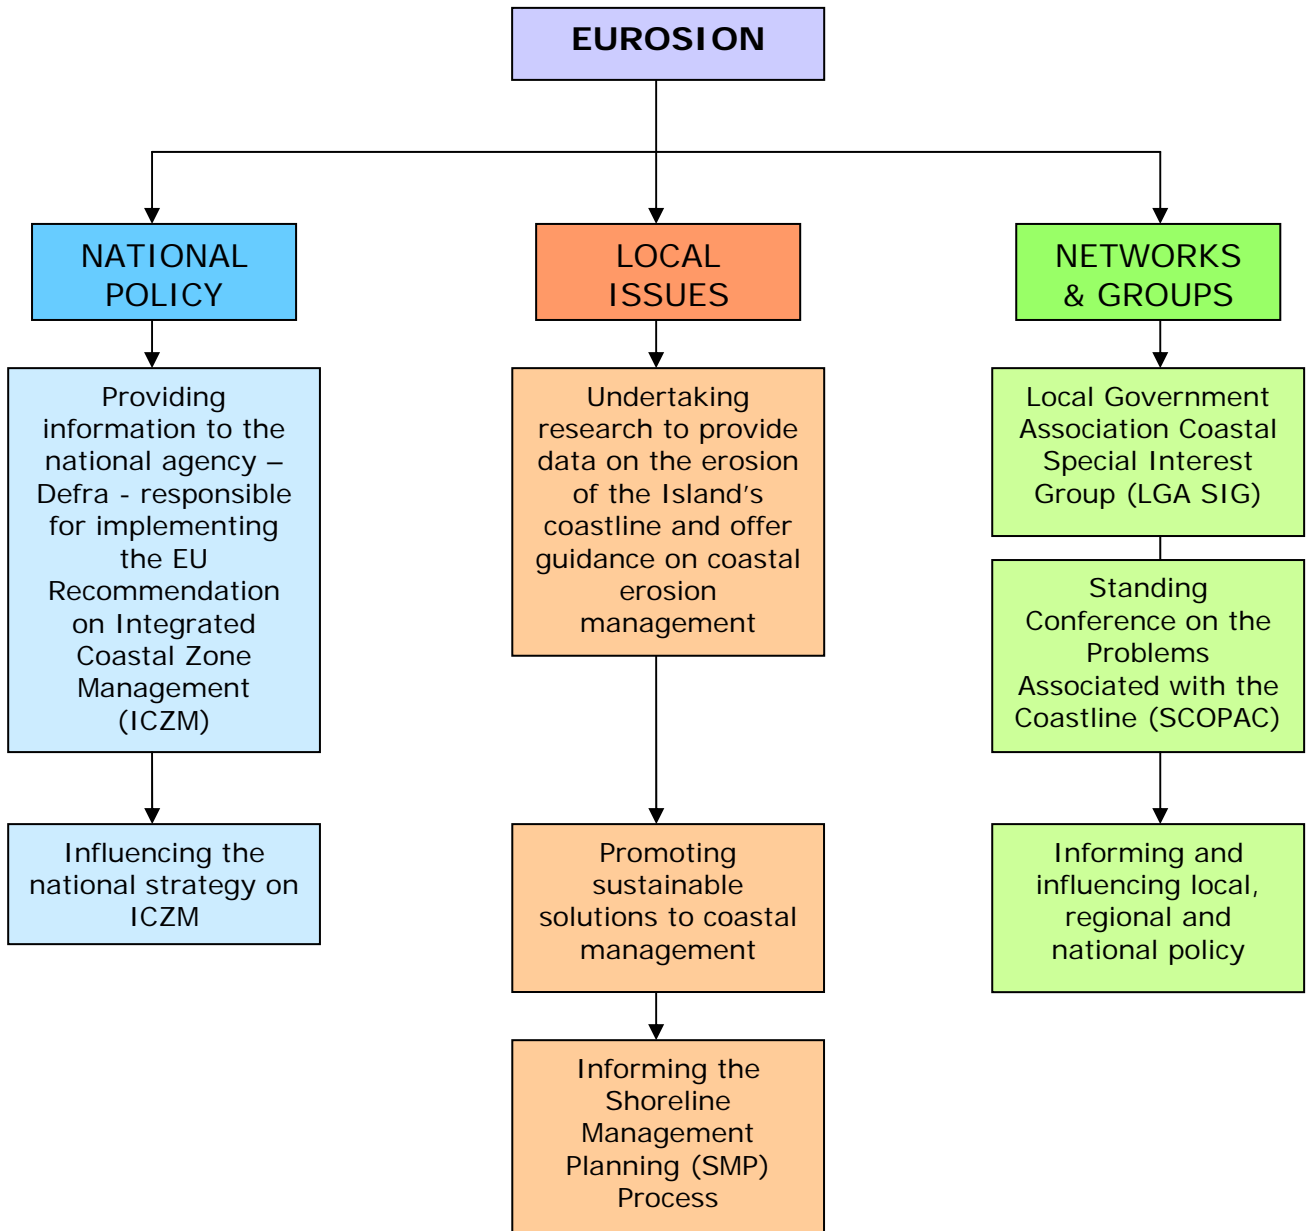 EUROSION
NATIONAL
POLICY
LOCAL
ISSUES
NETWORKS
& GROUPS
Providing
information to the
national agency –
Defra - responsible
for implementing
the EU
Recommendation
on Integrated
Coastal Zone
Management
(ICZM)
Undertaking
research to provide
data on the erosion
of the Island's
coastline and offer
guidance on coastal
erosion
management
Local Government
Association Coastal
Special Interest
Group (LGA SIG)
Standing
Conference on the
Problems
Associated with the
Coastline (SCOPAC)
Influencing the
national strategy on
ICZM
Promoting
sustainable
solutions to coastal
management
Informing and
influencing local,
regional and
national policy
Informing the
Shoreline
Management
Planning (SMP)
Process